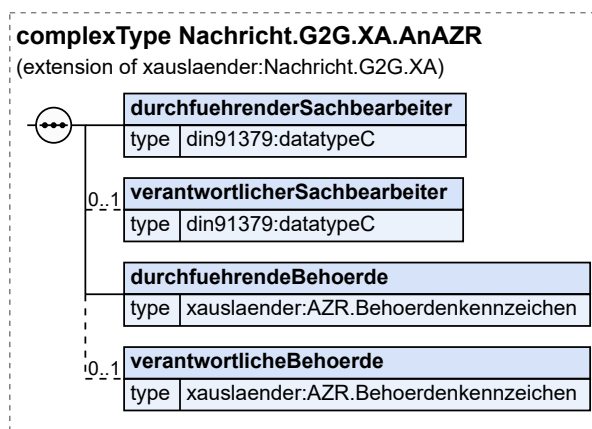 complexType Nachricht.G2G.XA.AnAZR
(extension of xauslaender:Nachricht.G2G.XA)
durchfuehrenderSachbearbeiter
type din91379:datatypeC
0..1 verantwortlicherSachbearbeiter
type din91379:datatypeC
durchfuehrendeBehoerde
type xauslaender:AZR.Behoerdenkennzeichen
0..1 verantwortlicheBehoerde
type xauslaender:AZR.Behoerdenkennzeichen